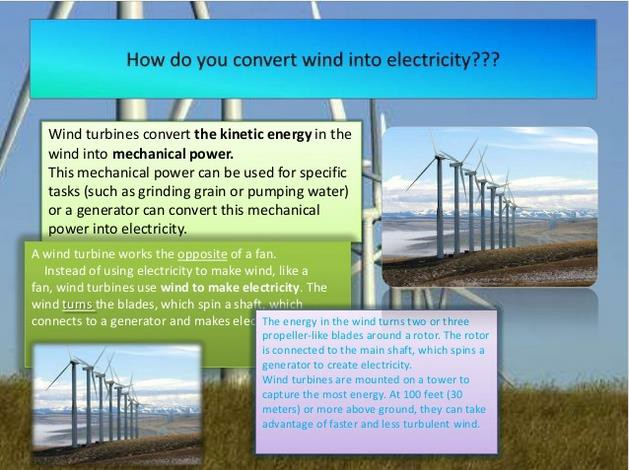 How do you convert wind into electricity???
Wind turbines convert the kinetic energy in the
wind into mechanical power.
This mechanical power can be used for specific
tasks (such as grinding grain or pumping water)
or a generator can convert this mechanical
power into electricity.
A wind turbine works the opposite of a fan.
Instead of using electricity to make wind, like a
fan, wind turbines use wind to make electricity. The
wind turns the blades, which spin a shaft, which
connects to a generator and makes elec
The energy in the wind turns two or three
propeller-like blades around a rotor. The rotor
is connected to the main shaft, which spins a
generator to create electricity.
Wind turbines are mounted on a tower to
capture the most energy. At 100 feet (30
meters) or more above ground, they can take
advantage of faster and less turbulent wind.